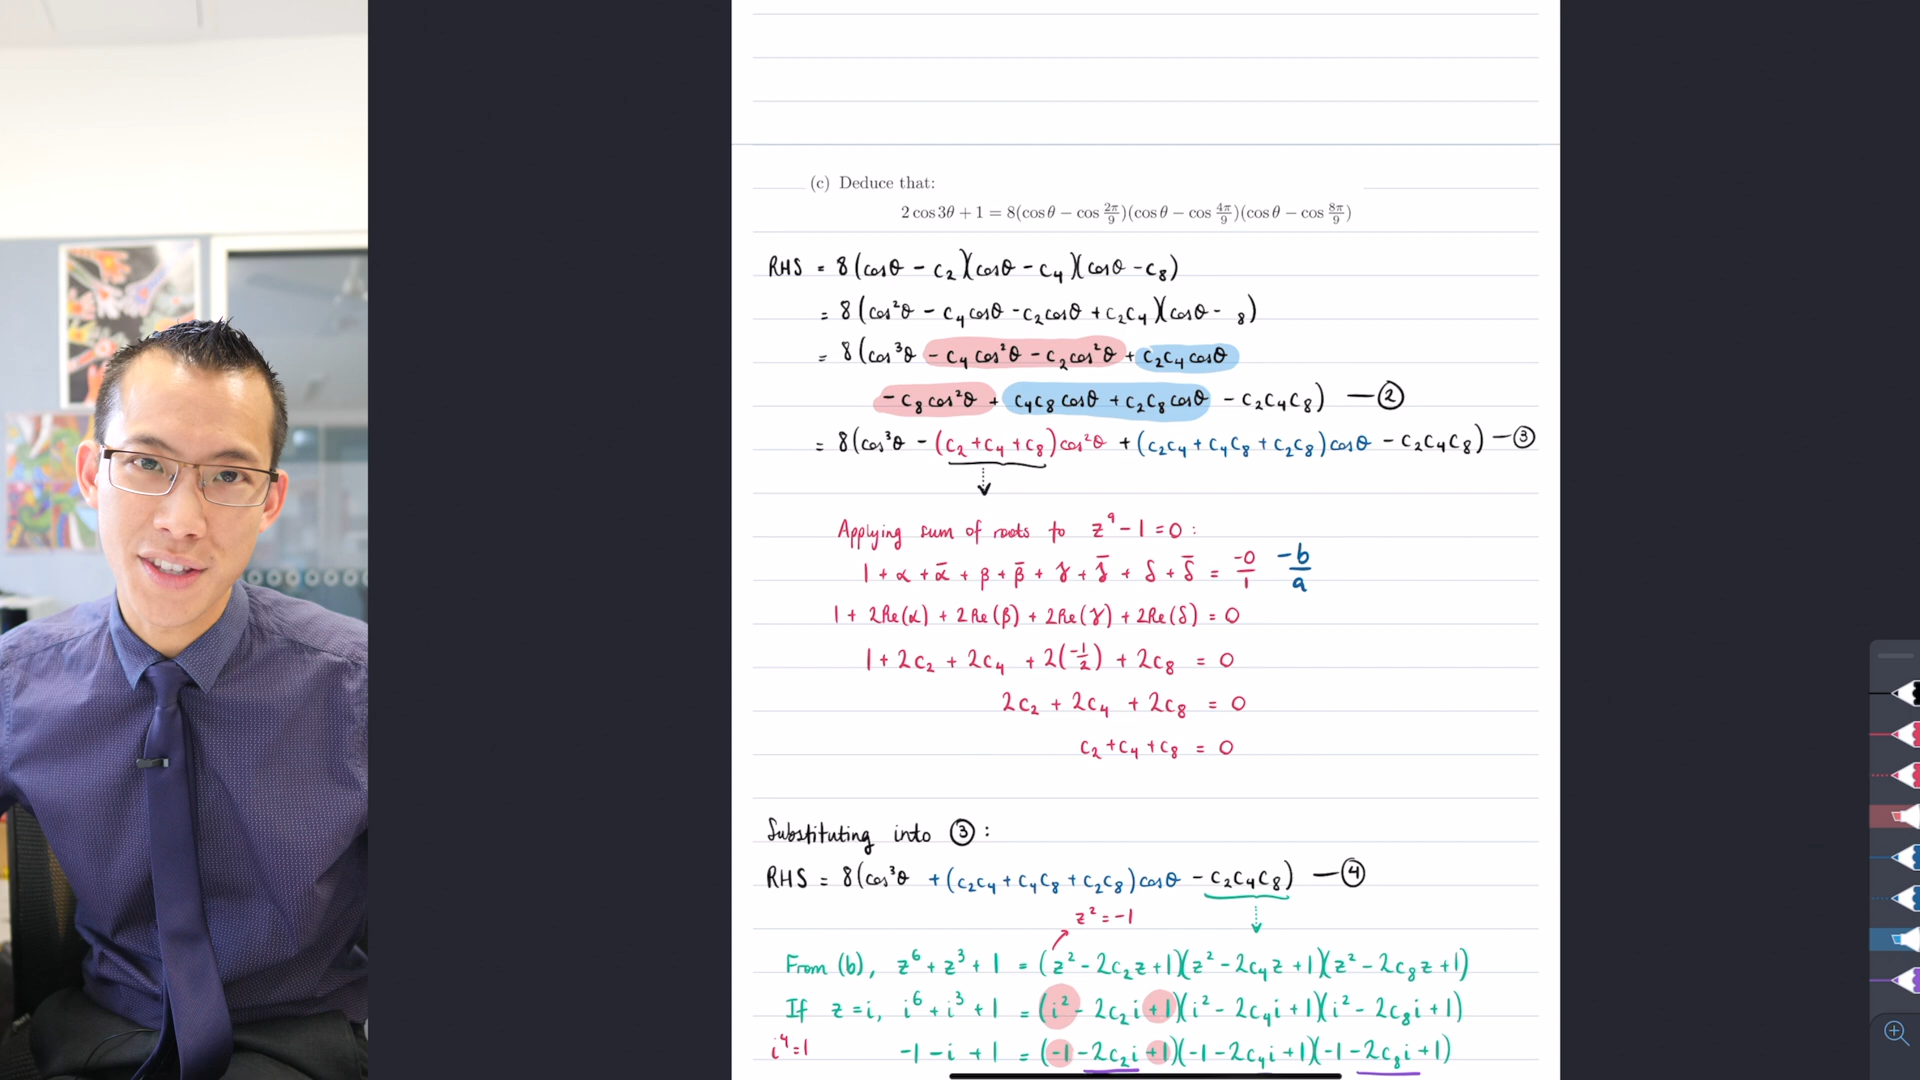 (c) Deduce that:
2 cos 3θ + 1 = 8(cos θ − cos 2π/9)(cos θ − cos 4π/9)(cos θ − cos 8π/9)
RHS = 8(cosθ − c₂)(cosθ − c₄)(cosθ − c₈)
= 8(cos²θ − c₄cosθ − c₂cosθ + c₂c₄)(cosθ − ₈)
= 8(cos³θ − c₄cos²θ − c₂cos²θ + c₂c₄cosθ
− c₈cos²θ + c₄c₈cosθ + c₂c₈cosθ − c₂c₄c₈) — ②
= 8(cos³θ − (c₂ + c₄ + c₈)cos²θ + (c₂c₄ + c₄c₈ + c₂c₈)cosθ − c₂c₄c₈) — ③
Applying sum of roots to z⁹ − 1 = 0 :
1 + α + ᾱ + β + β̄ + γ + γ̄ + δ + δ̄ = −0/1 −b/a
1 + 2Re(α) + 2Re(β) + 2Re(γ) + 2Re(δ) = 0
1 + 2c₂ + 2c₄ + 2(−1/2) + 2c₈ = 0
2c₂ + 2c₄ + 2c₈ = 0
c₂ + c₄ + c₈ = 0
Substituting into ③ :
RHS = 8(cos³θ + (c₂c₄ + c₄c₈ + c₂c₈)cosθ − c₂c₄c₈) — ④
z² = −1
From (b), z⁶ + z³ + 1 = (z² − 2c₂z + 1)(z² − 2c₄z + 1)(z² − 2c₈z + 1)
If z = i, i⁶ + i³ + 1 = (i² − 2c₂i + 1)(i² − 2c₄i + 1)(i² − 2c₈i + 1)
i⁴ = 1 −1 − i + 1 = (−1 − 2c₂i + 1)(−1 − 2c₄i + 1)(−1 − 2c₈i + 1)